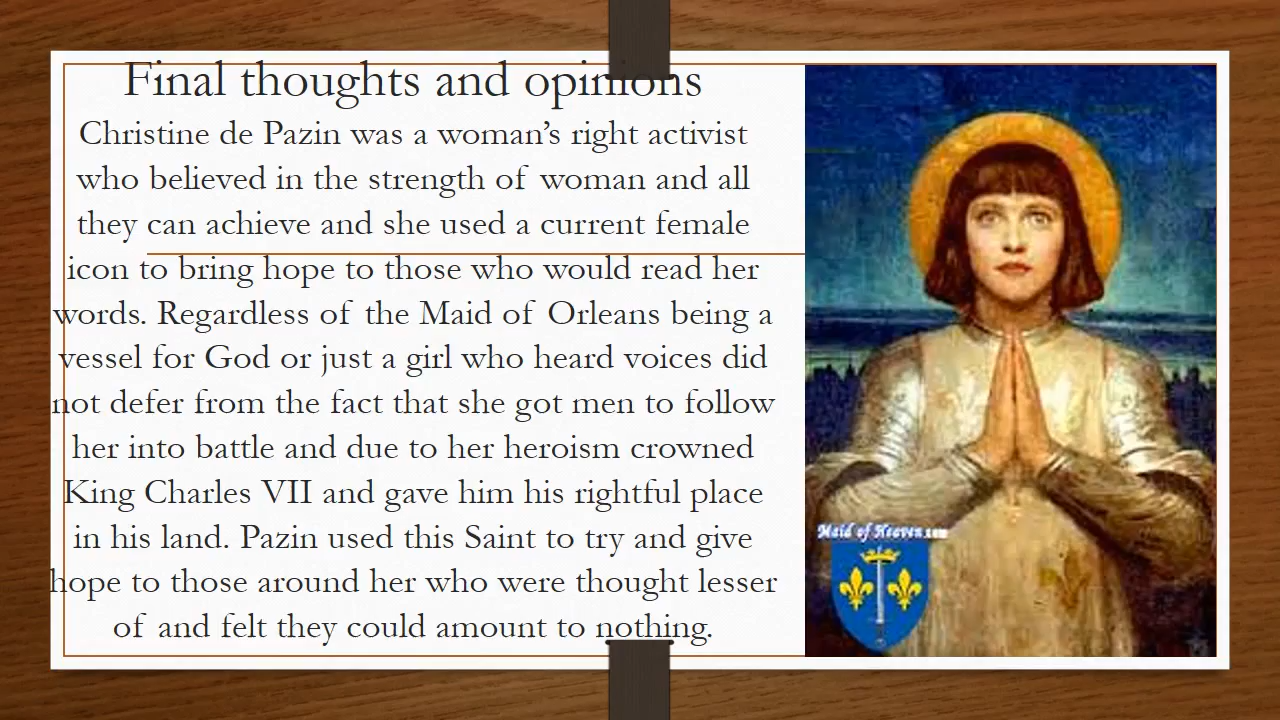 Final thoughts and opinions
Christine de Pazin was a woman’s right activist
who believed in the strength of woman and all
they can achieve and she used a current female
icon to bring hope to those who would read her
words. Regardless of the Maid of Orleans being a
vessel for God or just a girl who heard voices did
not defer from the fact that she got men to follow
her into battle and due to her heroism crowned
King Charles VII and gave him his rightful place
in his land. Pazin used this Saint to try and give
hope to those around her who were thought lesser
of and felt they could amount to nothing.
Maid of Heaven.com